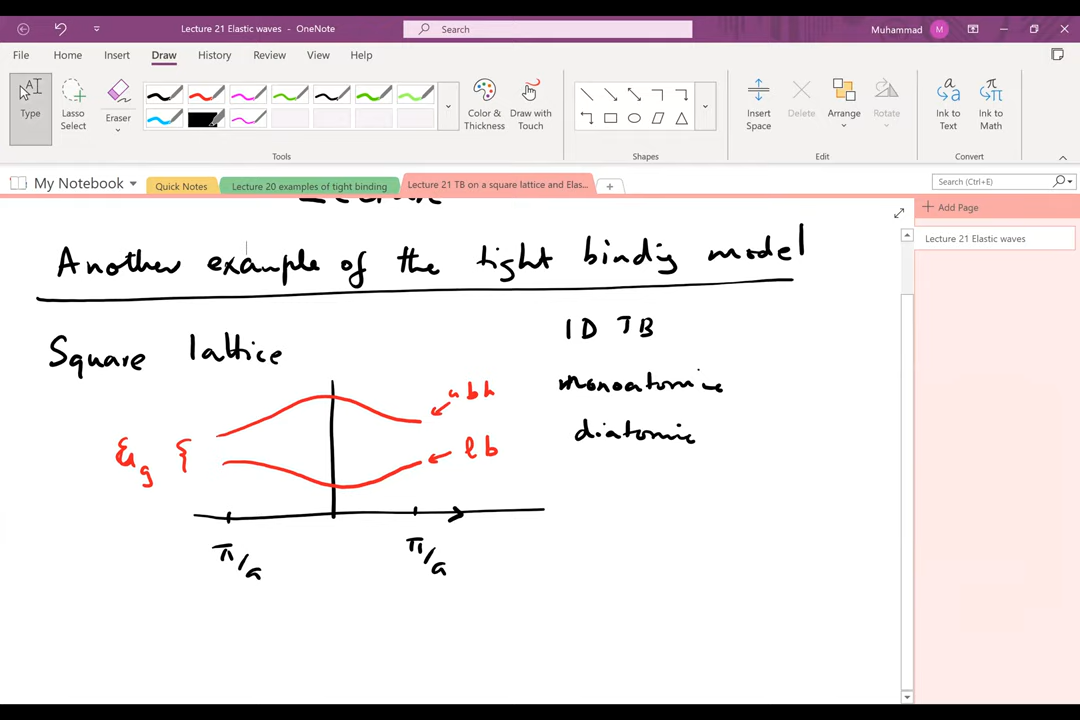 Lecture 21 Elastic waves - OneNote
Search
Muhammad
M
File
Home
Insert
Draw
History
Review
View
Help
Type
Lasso Select
Eraser
Color & Thickness
Draw with Touch
Insert Space
Delete
Arrange
Rotate
Ink to Text
Ink to Math
Tools
Shapes
Edit
Convert
My Notebook
Quick Notes
Lecture 20 examples of tight binding
Lecture 21 TB on a square lattice and Elas...
Search (Ctrl+E)
Add Page
Lecture 21 Elastic waves
Another example of the tight binding model
Square lattice
1D TB
monoatomic
diatomic
lb
π/a
π/a